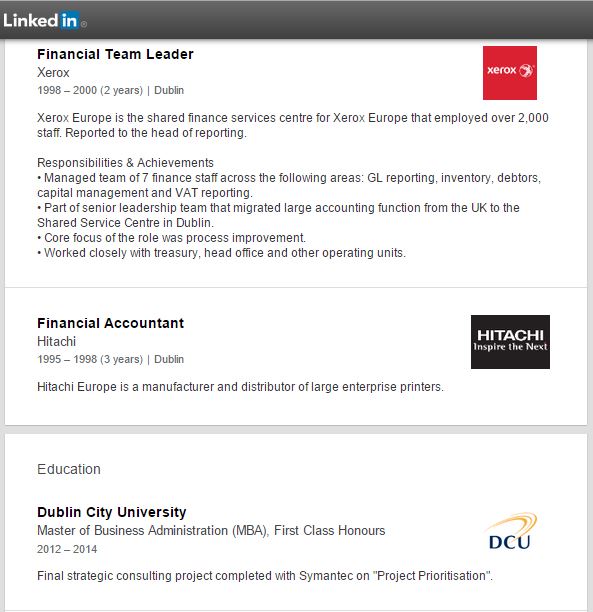 Linked in®
Financial Team Leader
Xerox
1998 – 2000 (2 years) | Dublin
xerox
Xerox Europe is the shared finance services centre for Xerox Europe that employed over 2,000
staff. Reported to the head of reporting.
Responsibilities & Achievements
• Managed team of 7 finance staff across the following areas: GL reporting, inventory, debtors,
capital management and VAT reporting.
• Part of senior leadership team that migrated large accounting function from the UK to the
Shared Service Centre in Dublin.
• Core focus of the role was process improvement.
• Worked closely with treasury, head office and other operating units.
Financial Accountant
Hitachi
1995 – 1998 (3 years) | Dublin
HITACHI
Inspire the Next
Hitachi Europe is a manufacturer and distributor of large enterprise printers.
Education
Dublin City University
Master of Business Administration (MBA), First Class Honours
2012 – 2014
DCU
Final strategic consulting project completed with Symantec on "Project Prioritisation".